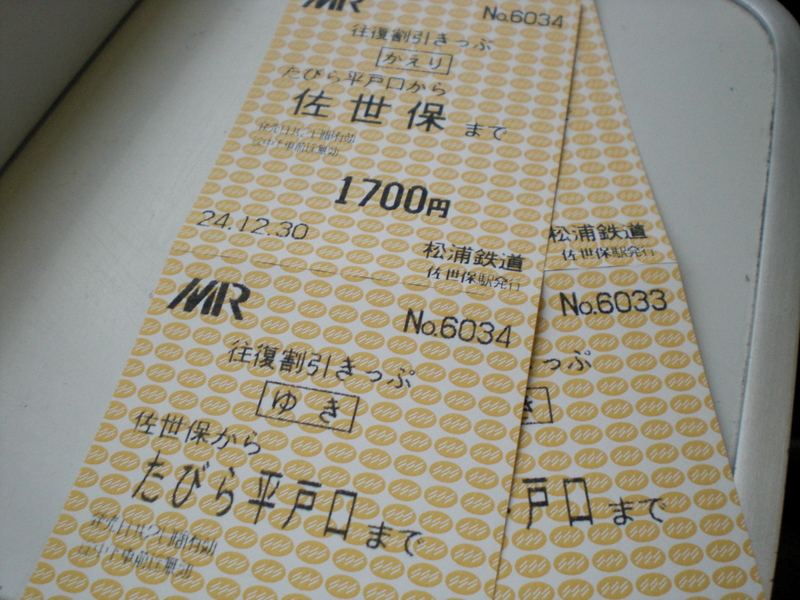 MR
No.6034
往復割引きっぷ
かえり
たびら平戸口から
佐世保 まで
1700円
24.12.30
松浦鉄道
佐世保駅発行
MR
No.6034
往復割引きっぷ
ゆき
佐世保から
たびら平戸口 まで
松浦鉄道
佐世保駅発行
No.6033
っぷ
き
戸口 まで